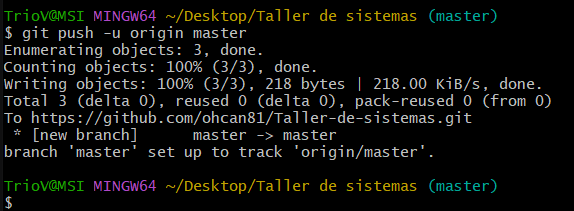 TrioV@MSI MINGW64 ~/Desktop/Taller de sistemas (master)
$ git push -u origin master
Enumerating objects: 3, done.
Counting objects: 100% (3/3), done.
Writing objects: 100% (3/3), 218 bytes | 218.00 KiB/s, done.
Total 3 (delta 0), reused 0 (delta 0), pack-reused 0 (from 0)
To https://github.com/ohcan81/Taller-de-sistemas.git
 * [new branch]      master -> master
branch 'master' set up to track 'origin/master'.

TrioV@MSI MINGW64 ~/Desktop/Taller de sistemas (master)
$